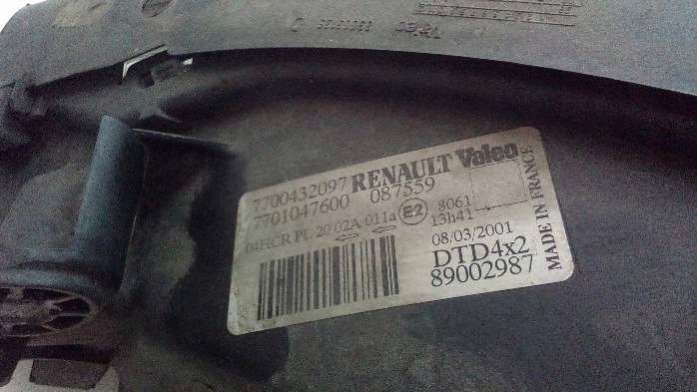 7700432097 RENAULT Valeo
7701047600 087559
04HCR PL 20 02A 011a E2 8061
13h41
08/03/2001
DTD4x2
89002987
MADE IN FRANCE